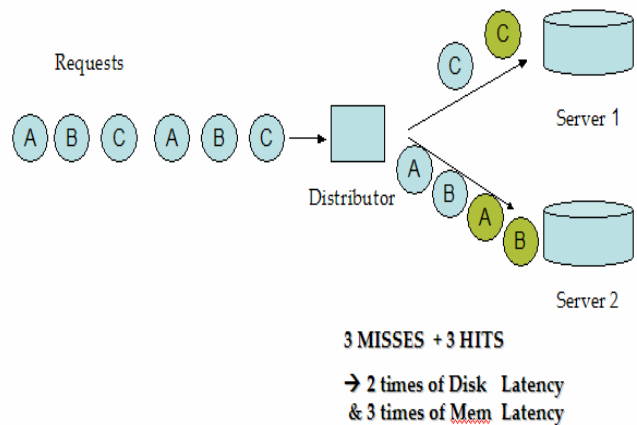 Requests
A B C A B C
Distributor
C C
Server 1
A B A B
Server 2
3 MISSES + 3 HITS
→ 2 times of Disk Latency
& 3 times of Mem Latency